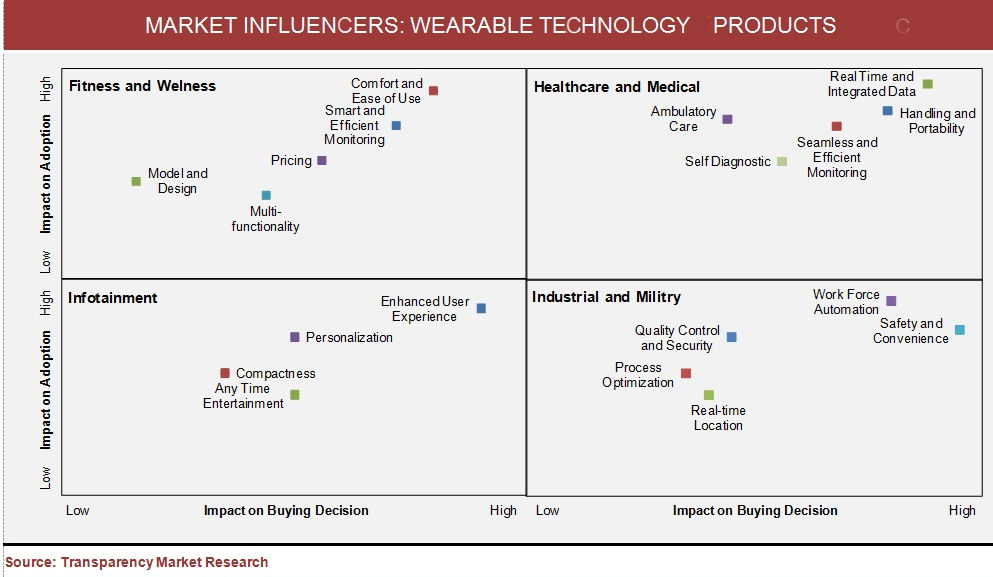 MARKET INFLUENCERS: WEARABLE TECHNOLOGY PRODUCTS C
High
Impact on Adoption
Low
Fitness and Welness
Comfort and
Ease of Use
Smart and
Efficient
Monitoring
Pricing
Model and
Design
Multi-
functionality
Healthcare and Medical
Real Time and
Integrated Data
Ambulatory
Care
Handling and
Portability
Seamless and
Efficient
Monitoring
Self Diagnostic
High
Impact on Adoption
Low
Infotainment
Enhanced User
Experience
Personalization
Compactness
Any Time
Entertainment
Industrial and Militry
Work Force
Automation
Safety and
Convenience
Quality Control
and Security
Process
Optimization
Real-time
Location
Low Impact on Buying Decision High
Low Impact on Buying Decision High
Source: Transparency Market Research